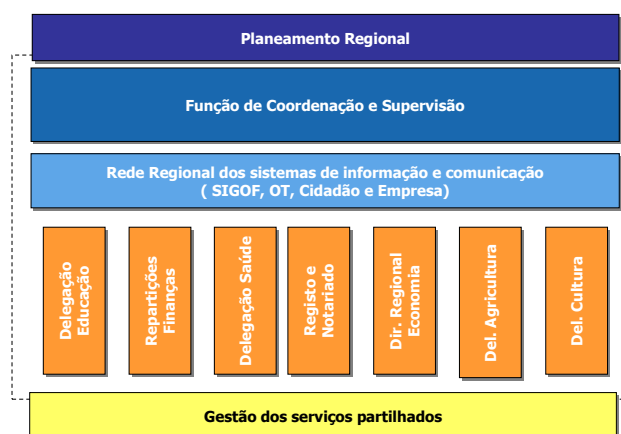 Planeamento Regional
Função de Coordenação e Supervisão
Rede Regional dos sistemas de informação e comunicação
( SIGOF, OT, Cidadão e Empresa)
Delegação
Educação
Repartições
Finanças
Delegação Saúde
Registo e
Notariado
Dir. Regional
Economia
Del. Agricultura
Del. Cultura
Gestão dos serviços partilhados